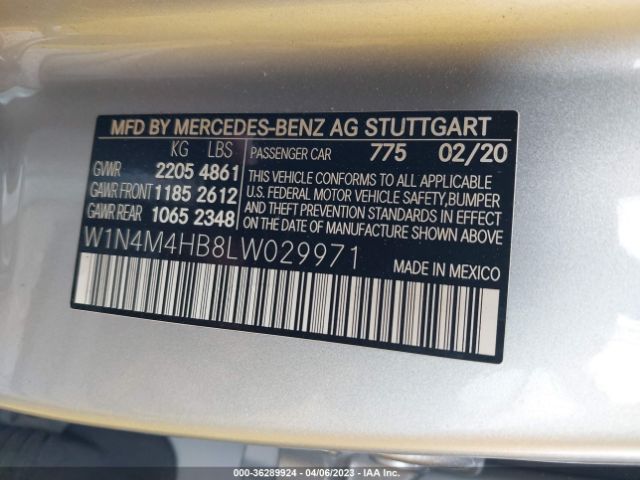 MFD BY MERCEDES-BENZ AG STUTTGART
KG LBS
GVWR 2205 4861
GAWR FRONT 1185 2612
GAWR REAR 1065 2348
PASSENGER CAR 775 02/20
THIS VEHICLE CONFORMS TO ALL APPLICABLE
U.S. FEDERAL MOTOR VEHICLE SAFETY,BUMPER
AND THEFT PREVENTION STANDARDS IN EFFECT
ON THE DATE OF MANUFACTURE SHOWN ABOVE
W1N4M4HB8LW029971
MADE IN MEXICO
000-36289924 - 04/06/2023 - IAA Inc.